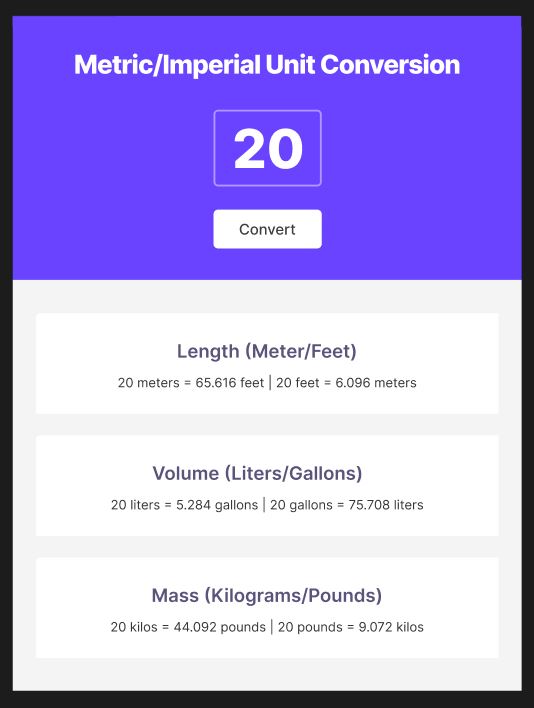 Metric/Imperial Unit Conversion
20
Convert
Length (Meter/Feet)
20 meters = 65.616 feet | 20 feet = 6.096 meters
Volume (Liters/Gallons)
20 liters = 5.284 gallons | 20 gallons = 75.708 liters
Mass (Kilograms/Pounds)
20 kilos = 44.092 pounds | 20 pounds = 9.072 kilos